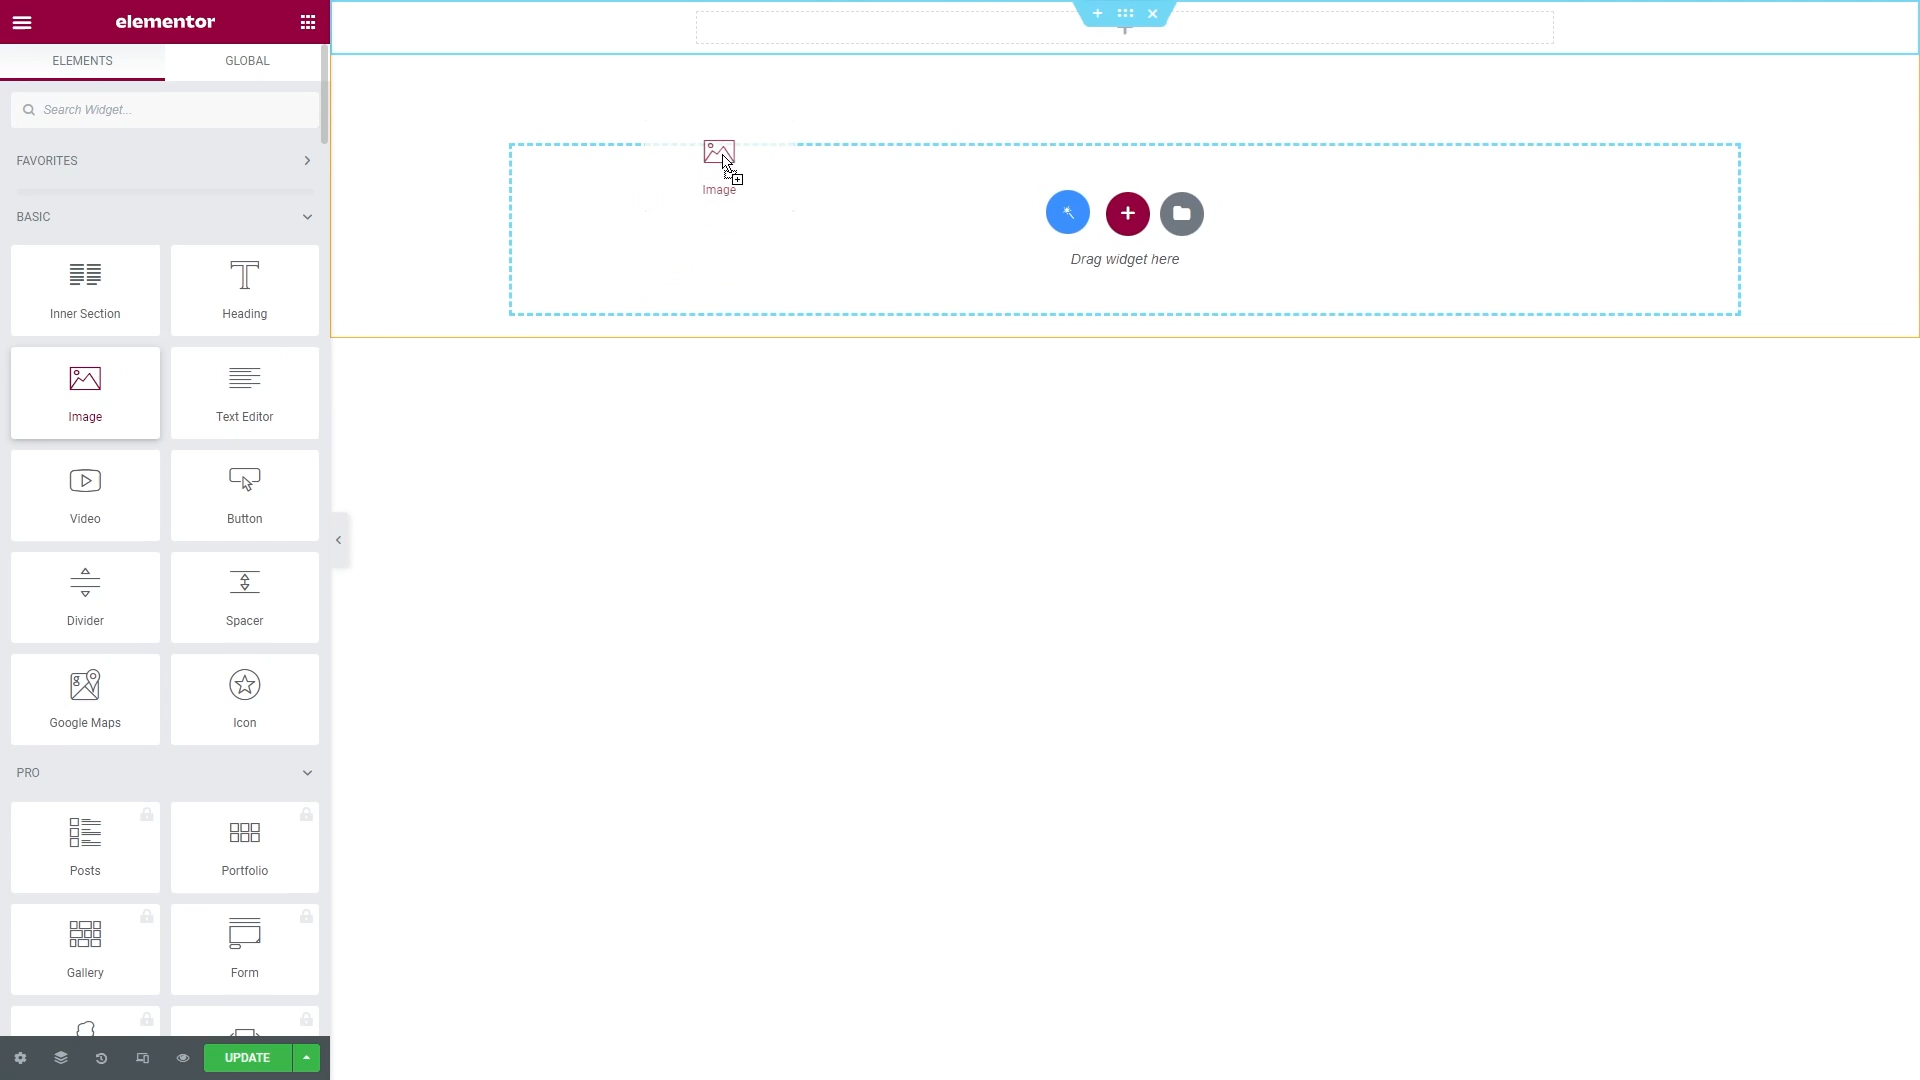 elementor
ELEMENTS
GLOBAL
Search Widget...
FAVORITES
BASIC
Inner Section
Heading
Image
Text Editor
Video
Button
Divider
Spacer
Google Maps
Icon
PRO
Posts
Portfolio
Gallery
Form
UPDATE
Image
Drag widget here